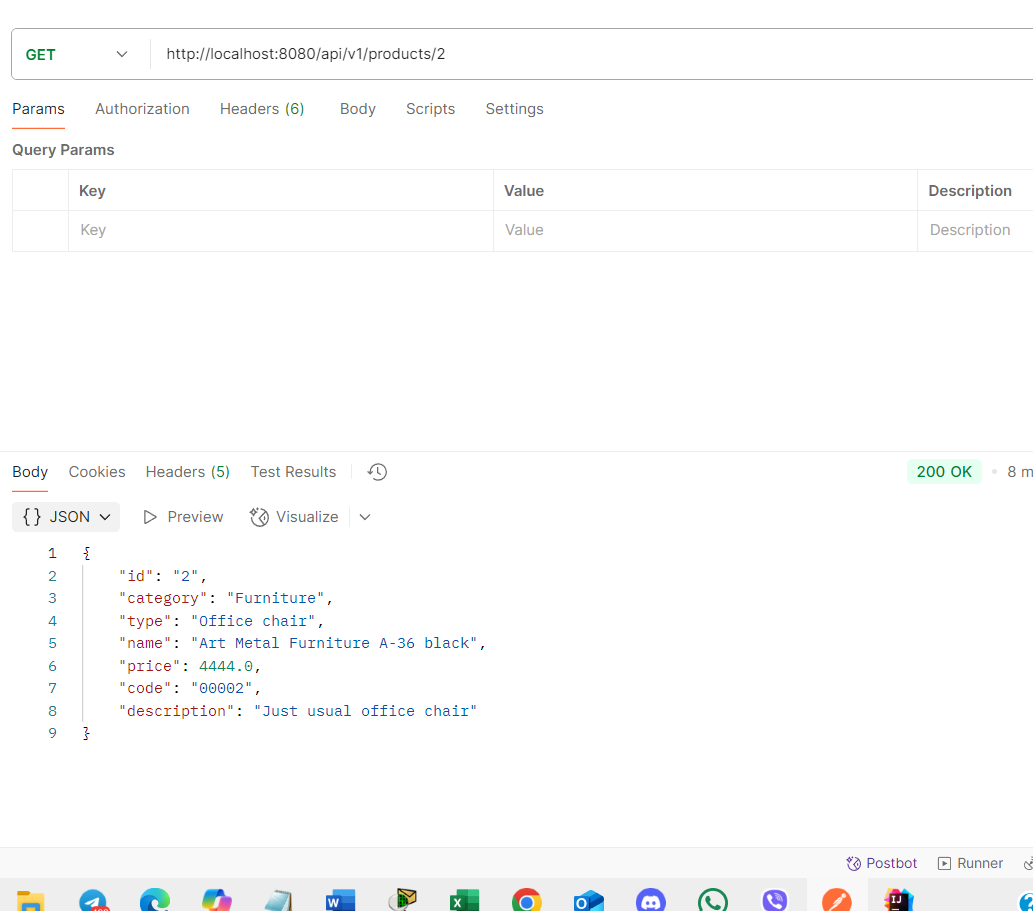 GET http://localhost:8080/api/v1/products/2
Params Authorization Headers (6) Body Scripts Settings
Query Params
Key Value Description
Key Value Description
Body Cookies Headers (5) Test Results 200 OK 8 m
{} JSON Preview Visualize
1 {
2 "id": "2",
3 "category": "Furniture",
4 "type": "Office chair",
5 "name": "Art Metal Furniture A-36 black",
6 "price": 4444.0,
7 "code": "00002",
8 "description": "Just usual office chair"
9 }
Postbot Runner
W X O IJ